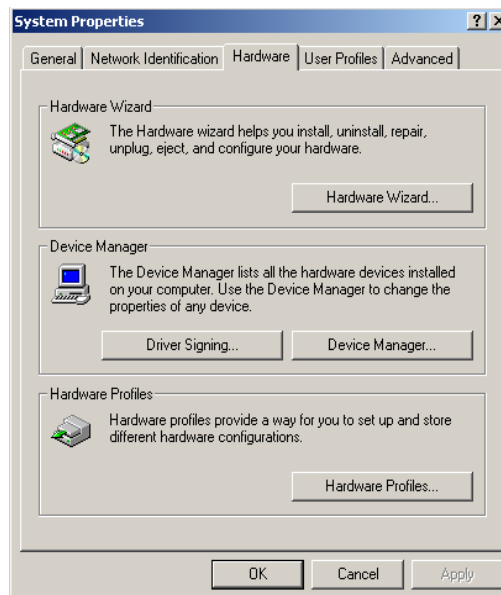 System Properties
General Network Identification Hardware User Profiles Advanced
Hardware Wizard
The Hardware wizard helps you install, uninstall, repair,
unplug, eject, and configure your hardware.
Hardware Wizard...
Device Manager
The Device Manager lists all the hardware devices installed
on your computer. Use the Device Manager to change the
properties of any device.
Driver Signing... Device Manager...
Hardware Profiles
Hardware profiles provide a way for you to set up and store
different hardware configurations.
Hardware Profiles...
OK Cancel Apply